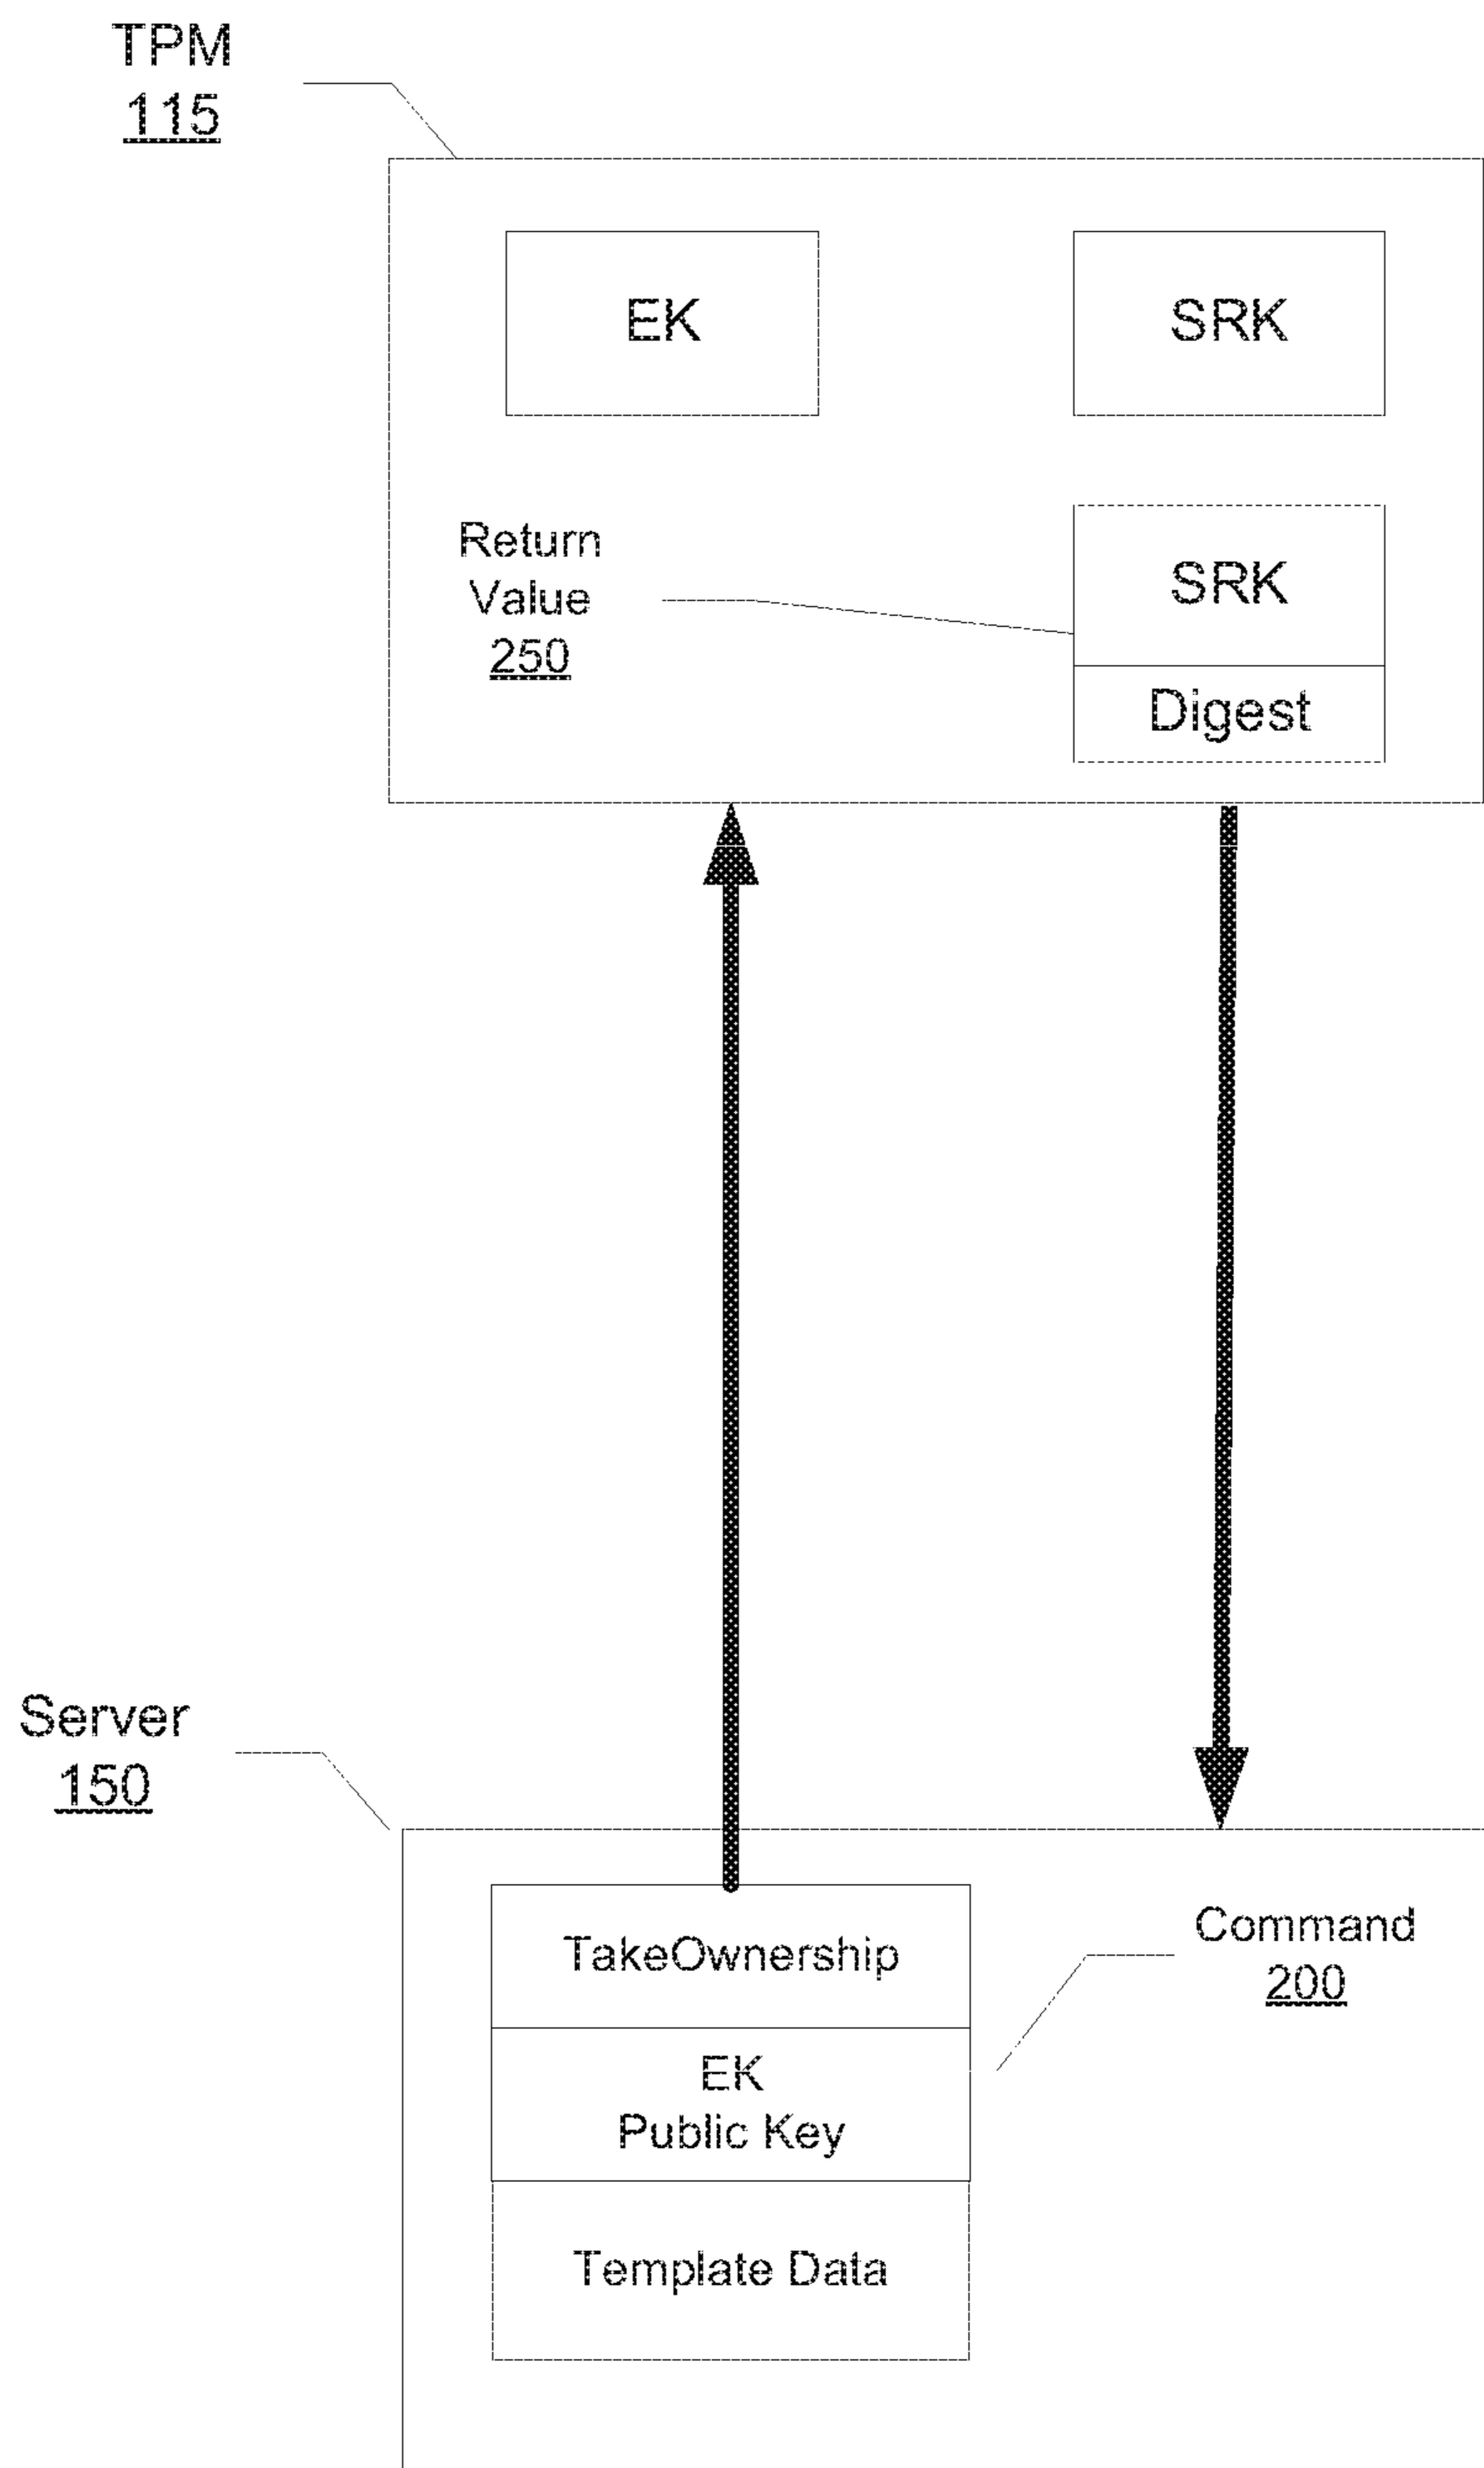 TPM
115
EK
SRK
Return
Value
250
SRK
Digest
Server
150
TakeOwnership
EK
Public Key
Template Data
Command
200